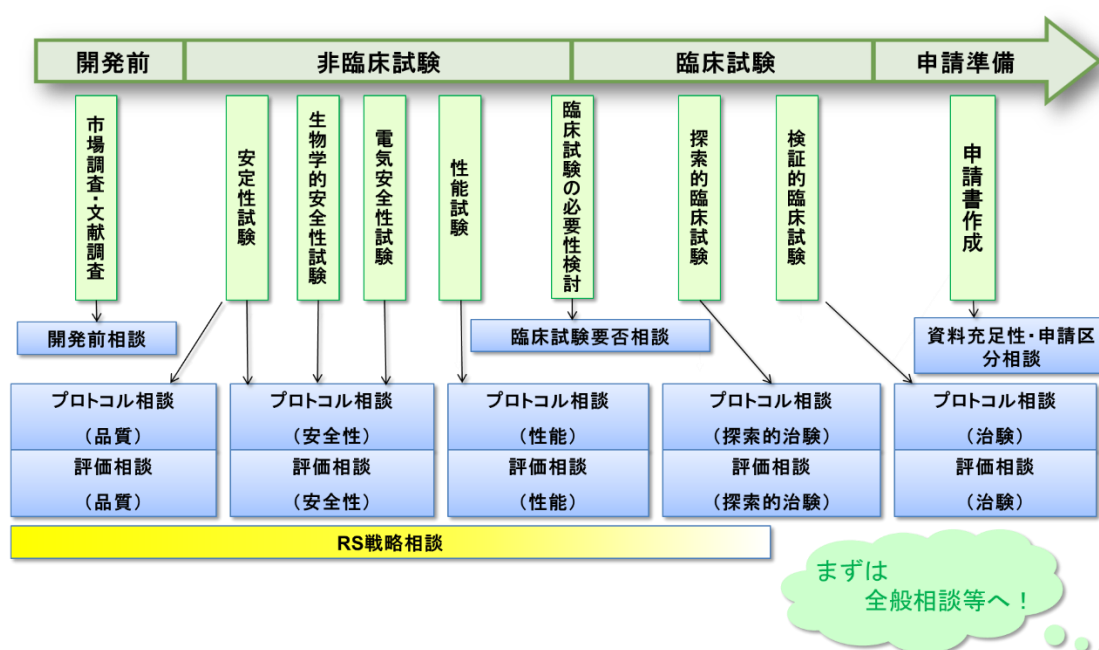 開発前
非臨床試験
臨床試験
申請準備
市場調査・文献調査
安定性試験
生物学的安全性試験
電気安全性試験
性能試験
臨床試験の必要性検討
探索的臨床試験
検証的臨床試験
申請書作成
開発前相談
臨床試験要否相談
資料充足性・申請区
分相談
プロトコル相談
（品質）
評価相談
（品質）
プロトコル相談
（安全性）
評価相談
（安全性）
プロトコル相談
（性能）
評価相談
（性能）
プロトコル相談
（探索的治験）
評価相談
（探索的治験）
プロトコル相談
（治験）
評価相談
（治験）
RS戦略相談
まずは
全般相談等へ！